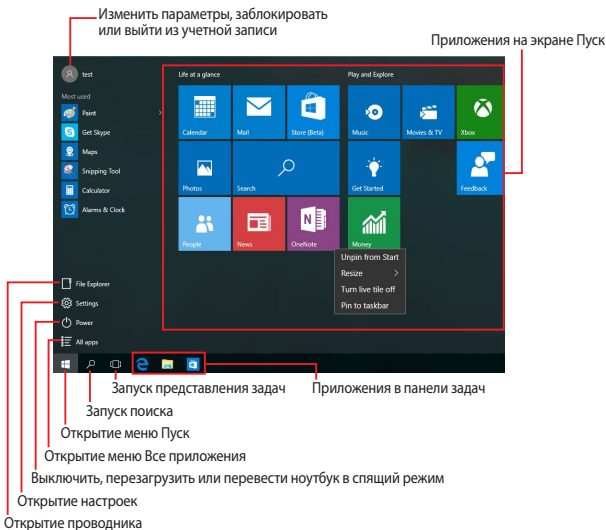 Изменить параметры, заблокировать
или выйти из учетной записи
Приложения на экране Пуск
test
Life at a glance
Play and Explore
Most used
Paint
Get Skype
Maps
Snipping Tool
Calculator
Alarms & Clock
Calendar
Mail
Store (Beta)
Music
Movies & TV
Xbox
Photos
Search
Get Started
Feedback
People
News
OneNote
Money
Unpin from Start
Resize
Turn live tile off
Pin to taskbar
File Explorer
Settings
Power
All apps
Запуск представления задач
Приложения в панели задач
Запуск поиска
Открытие меню Пуск
Открытие меню Все приложения
Выключить, перезагрузить или перевести ноутбук в спящий режим
Открытие настроек
Открытие проводника